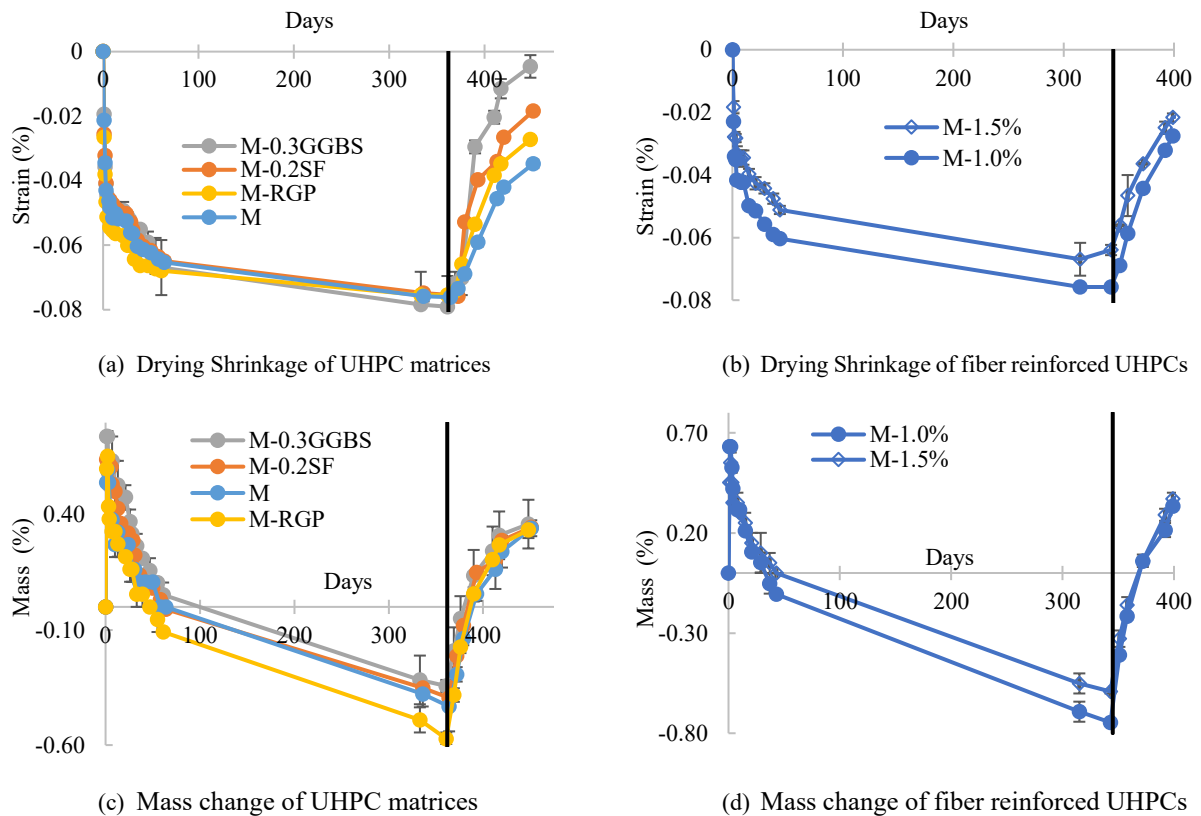 Days
0
0
100
200
300
400
-0.02
-0.04
-0.06
-0.08
Strain (%)
M-0.3GGBS
M-0.2SF
M-RGP
M
(a) Drying Shrinkage of UHPC matrices
Days
0
0
100
200
300
400
-0.02
-0.04
-0.06
-0.08
Strain (%)
M-1.5%
M-1.0%
(b) Drying Shrinkage of fiber reinforced UHPCs
M-0.3GGBS
M-0.2SF
M
M-RGP
0.40
-0.10
-0.60
Mass (%)
Days
0
100
200
300
400
(c) Mass change of UHPC matrices
M-1.0%
M-1.5%
0.70
0.20
-0.30
-0.80
Mass (%)
Days
0
100
200
300
400
(d) Mass change of fiber reinforced UHPCs